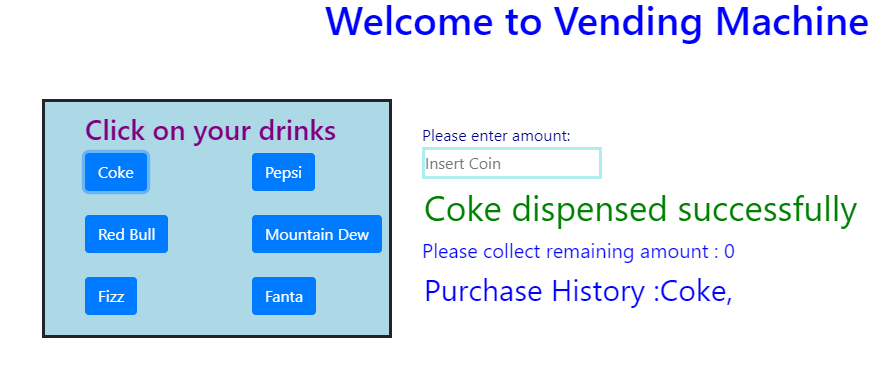 Welcome to Vending Machine
Click on your drinks
Coke
Pepsi
Red Bull
Mountain Dew
Fizz
Fanta
Please enter amount:
Insert Coin
Coke dispensed successfully
Please collect remaining amount : 0
Purchase History :Coke,